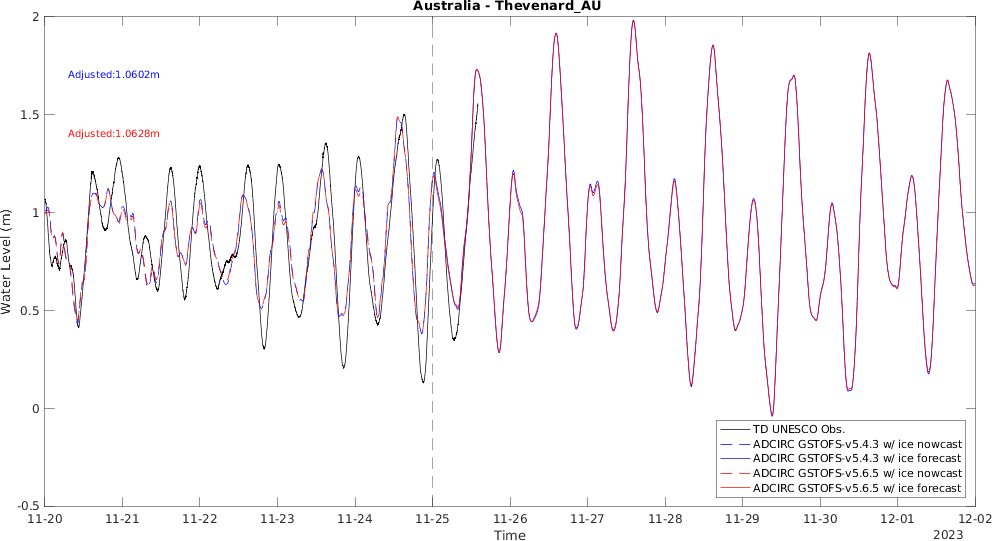 Australia - Thevenard_AU
2
1.5
1
0.5
0
-0.5
Water Level (m)
Adjusted:1.0602m
Adjusted:1.0628m
TD UNESCO Obs.
ADCIRC GSTOFS-v5.4.3 w/ ice nowcast
ADCIRC GSTOFS-v5.4.3 w/ ice forecast
ADCIRC GSTOFS-v5.6.5 w/ ice nowcast
ADCIRC GSTOFS-v5.6.5 w/ ice forecast
11-20 11-21 11-22 11-23 11-24 11-25 11-26 11-27 11-28 11-29 11-30 12-01 12-02
Time
2023